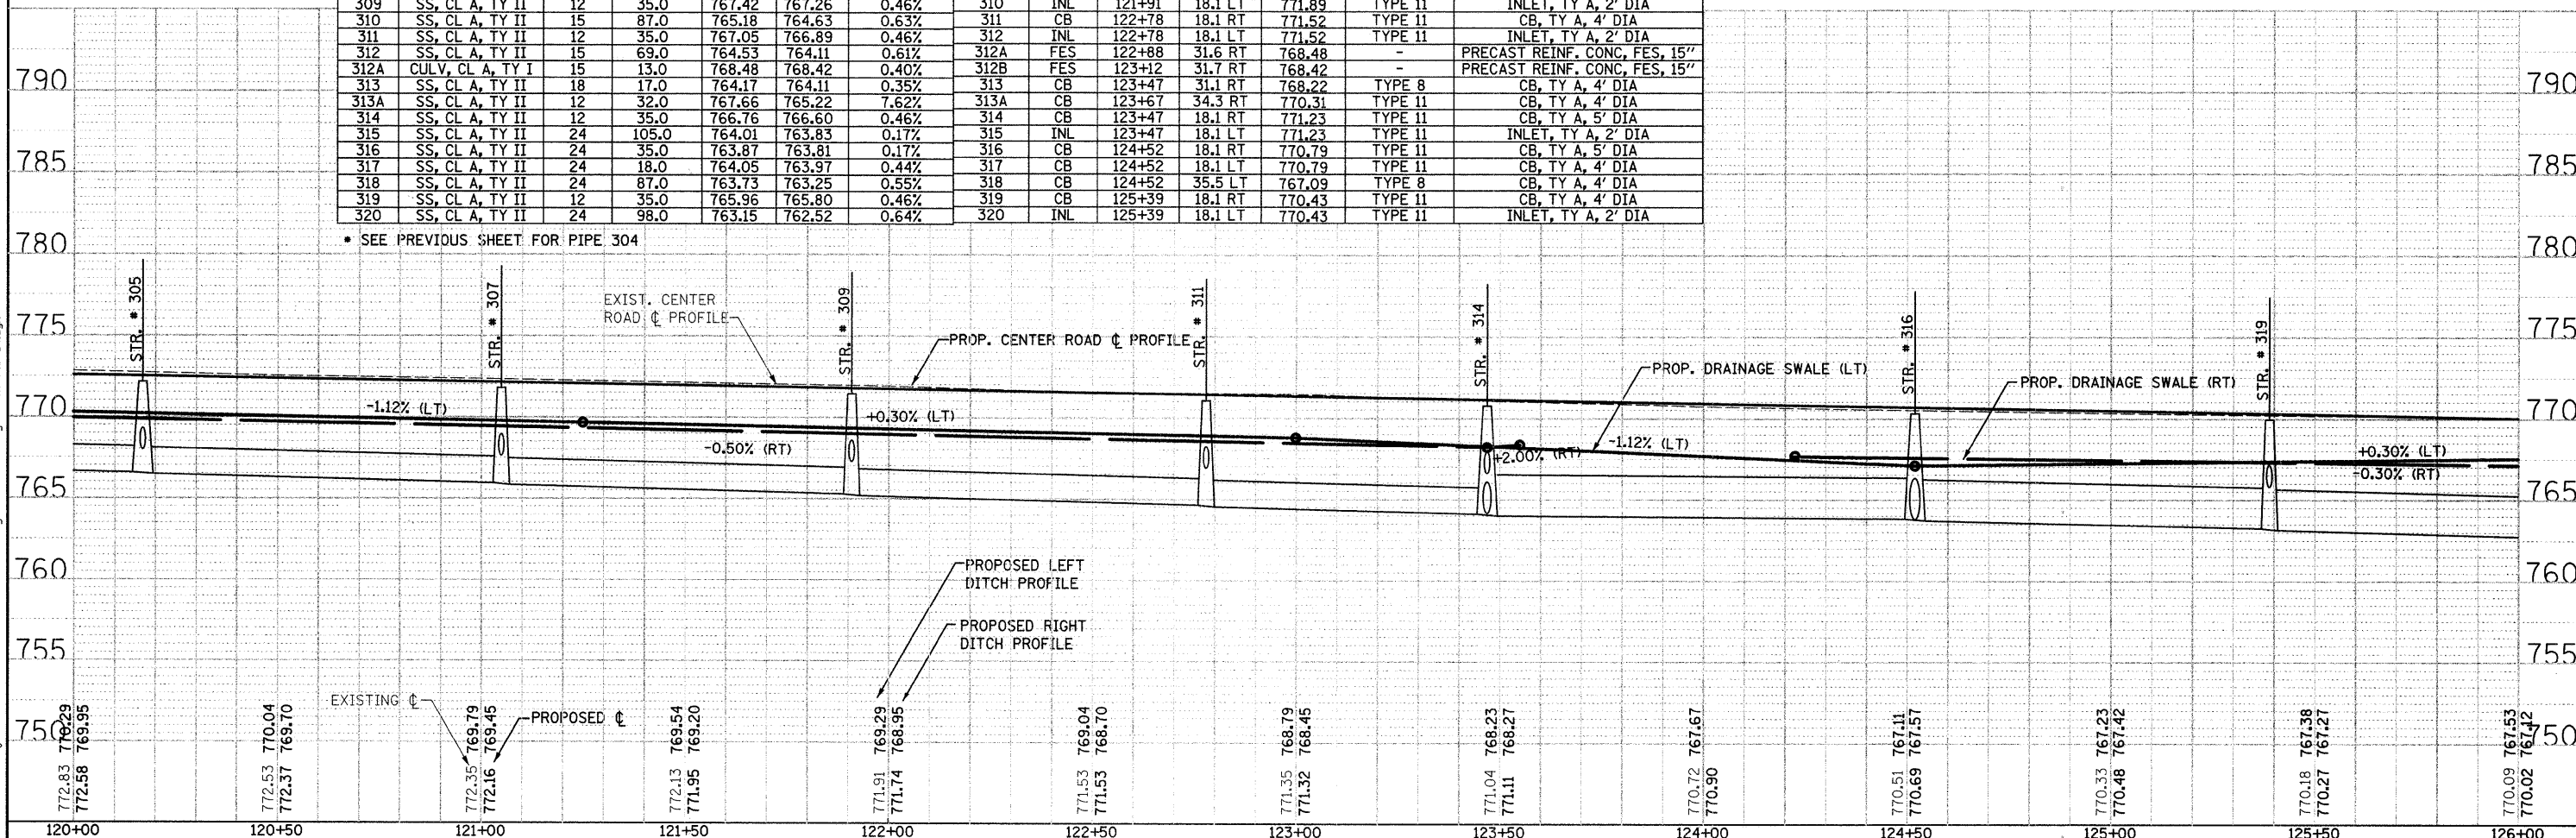 309 SS, CL A, TY II 12 35.0 767.42 767.26 0.46% 310 INL 121+91 18.1 LT 771.89 TYPE 11 INLET, TY A, 2' DIA
310 SS, CL A, TY II 15 87.0 765.18 764.63 0.63% 311 CB 122+78 18.1 RT 771.52 TYPE 11 CB, TY A, 4' DIA
311 SS, CL A, TY II 12 35.0 767.05 766.89 0.46% 312 INL 122+78 18.1 LT 771.52 TYPE 11 INLET, TY A, 2' DIA
312 SS, CL A, TY II 15 69.0 764.53 764.11 0.61% 312A FES 122+88 31.6 RT 768.48 - PRECAST REINF. CONC, FES, 15"
312A CULV, CL A, TY I 15 13.0 768.48 768.42 0.40% 312B FES 123+12 31.7 RT 768.42 - PRECAST REINF. CONC, FES, 15"
313 SS, CL A, TY II 18 17.0 764.17 764.11 0.35% 313 CB 123+47 31.1 RT 768.22 TYPE 8 CB, TY A, 4' DIA
313A SS, CL A, TY II 12 32.0 767.66 765.22 7.62% 313A CB 123+67 34.3 RT 770.31 TYPE 11 CB, TY A, 4' DIA
314 SS, CL A, TY II 12 35.0 766.76 766.60 0.46% 314 CB 123+47 18.1 RT 771.23 TYPE 11 CB, TY A, 5' DIA
315 SS, CL A, TY II 24 105.0 764.01 763.83 0.17% 315 INL 123+47 18.1 LT 771.23 TYPE 11 INLET, TY A, 2' DIA
316 SS, CL A, TY II 24 35.0 763.87 763.81 0.17% 316 CB 124+52 18.1 RT 770.79 TYPE 11 CB, TY A, 5' DIA
317 SS, CL A, TY II 24 18.0 764.05 763.97 0.44% 317 CB 124+52 18.1 LT 770.79 TYPE 11 CB, TY A, 4' DIA
318 SS, CL A, TY II 24 87.0 763.73 763.25 0.55% 318 CB 124+52 35.5 LT 767.09 TYPE 8 CB, TY A, 4' DIA
319 SS, CL A, TY II 12 35.0 765.96 765.80 0.46% 319 CB 125+39 18.1 RT 770.43 TYPE 11 CB, TY A, 4' DIA
320 SS, CL A, TY II 24 98.0 763.15 762.52 0.64% 320 INL 125+39 18.1 LT 770.43 TYPE 11 INLET, TY A, 2' DIA
* SEE PREVIOUS SHEET FOR PIPE 304
790 790
785 785
780 780
775 775
770 770
765 765
760 760
755 755
750 750
STR. # 305
STR. # 307
STR. # 309
STR. # 311
STR. # 314
STR. # 316
STR. # 319
EXIST. CENTER
ROAD ℄ PROFILE
PROP. CENTER ROAD ℄ PROFILE
PROP. DRAINAGE SWALE (LT)
PROP. DRAINAGE SWALE (RT)
-1.12% (LT)
+0.30% (LT)
-0.50% (RT)
+2.00% (RT)
-1.12% (LT)
+0.30% (LT)
-0.30% (RT)
PROPOSED LEFT
DITCH PROFILE
PROPOSED RIGHT
DITCH PROFILE
EXISTING ℄
PROPOSED ℄
770.29 769.95
770.04 769.70
769.79 769.45
769.54 769.20
769.29 768.95
769.04 768.70
768.79 768.45
768.23 768.27
767.67
767.11 767.57
767.23 767.42
767.38 767.27
767.53 767.12
772.83 772.58
772.53 772.37
772.35 772.16
772.13 771.95
771.91 771.74
771.53 771.53
771.35 771.32
771.04 771.11
770.72 770.90
770.51 770.69
770.33 770.48
770.18 770.27
770.09 770.02
120+00 120+50 121+00 121+50 122+00 122+50 123+00 123+50 124+00 124+50 125+00 125+50 126+00